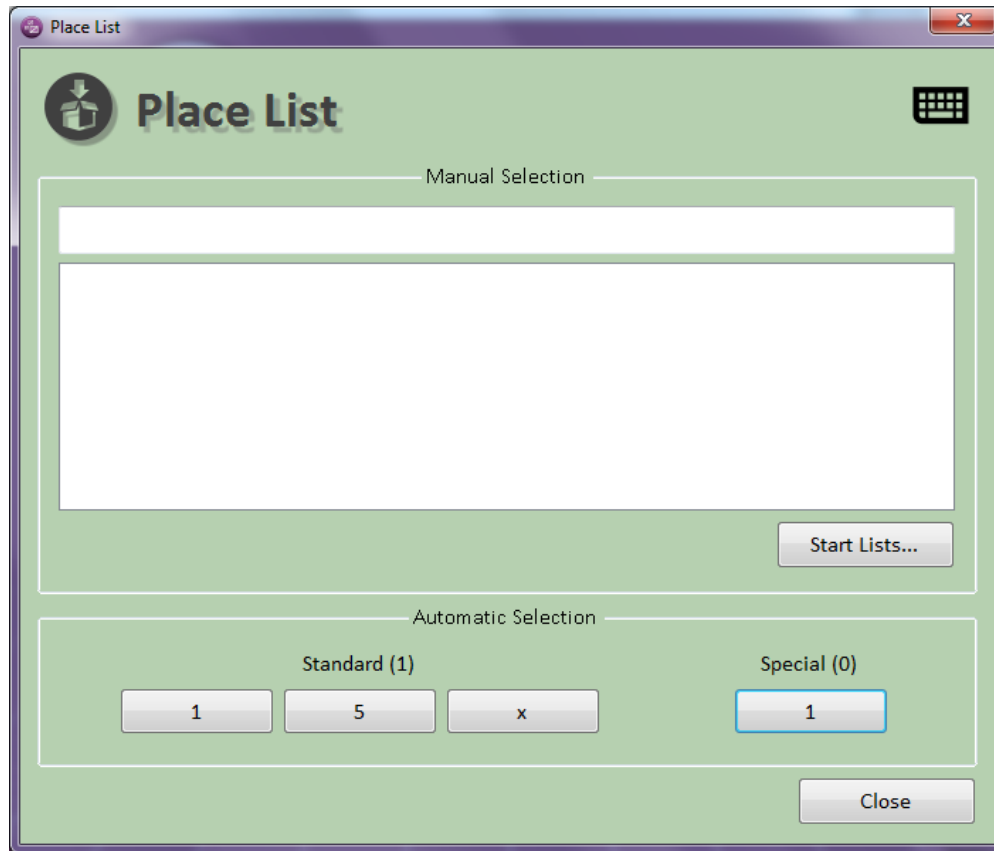 Place List
Place List
Manual Selection
Start Lists...
Automatic Selection
Standard (1)
Special (0)
1
5
x
1
Close